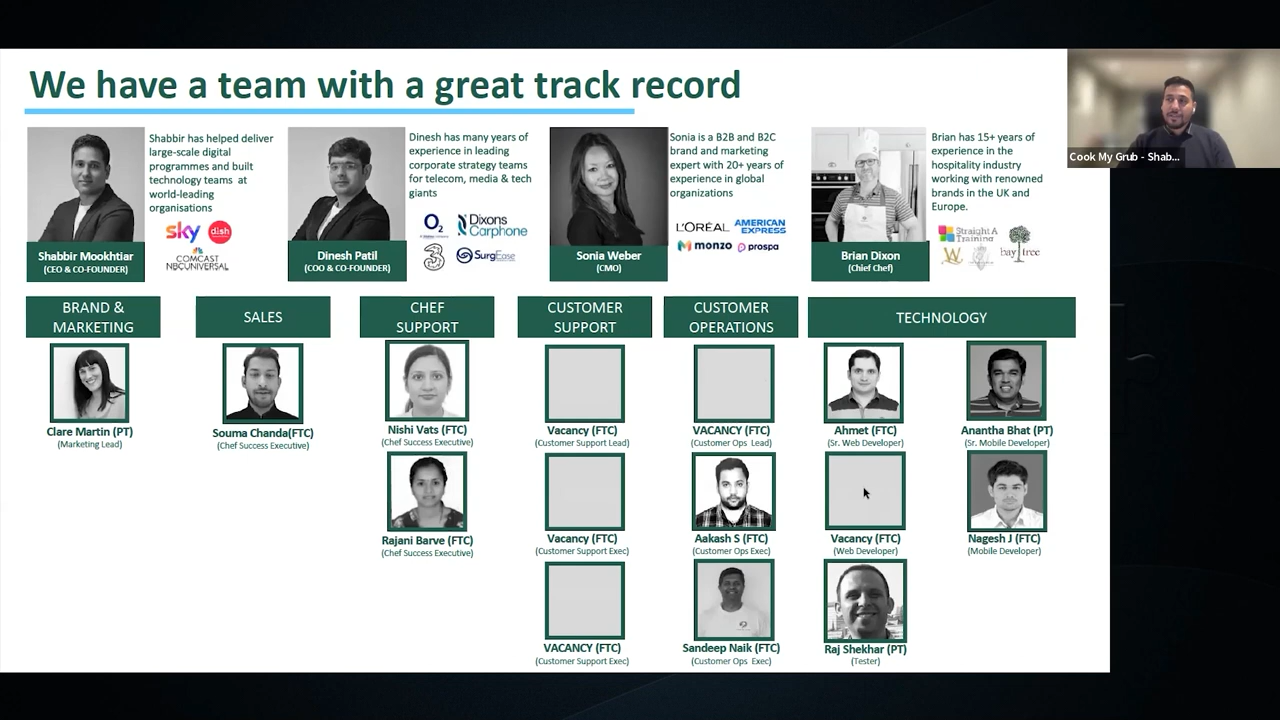 We have a team with a great track record
Cook My Grub - Shab...
Shabbir has helped deliver
large-scale digital
programmes and built
technology teams at
world-leading
organisations
sky
dish
COMCAST
NBCUNIVERSAL
Shabbir Mookhtiar
(CEO & CO-FOUNDER)
Dinesh has many years of
experience in leading
corporate strategy teams
for telecom, media & tech
giants
O2
Dixons
Carphone
3
SurgEase
Dinesh Patil
(COO & CO-FOUNDER)
Sonia is a B2B and B2C
brand and marketing
expert with 20+ years of
experience in global
organizations
L'ORÉAL
AMERICAN
EXPRESS
monzo
prospa
Sonia Weber
(CMO)
Brian has 15+ years of
experience in the
hospitality industry
working with renowned
brands in the UK and
Europe.
Straight A
Training
W
bay tree
Brian Dixon
(Chief Chef)
BRAND &
MARKETING
SALES
CHEF
SUPPORT
CUSTOMER
SUPPORT
CUSTOMER
OPERATIONS
TECHNOLOGY
Clare Martin (PT)
(Marketing Lead)
Souma Chanda(FTC)
(Chef Success Executive)
Nishi Vats (FTC)
(Chef Success Executive)
Vacancy (FTC)
(Customer Support Lead)
VACANCY (FTC)
(Customer Ops Lead)
Ahmet (FTC)
(Sr. Web Developer)
Anantha Bhat (PT)
(Sr. Mobile Developer)
Rajani Barve (FTC)
(Chef Success Executive)
Vacancy (FTC)
(Customer Support Exec)
Aakash S (FTC)
(Customer Ops Exec)
Vacancy (FTC)
(Web Developer)
Nagesh J (FTC)
(Mobile Developer)
VACANCY (FTC)
(Customer Support Exec)
Sandeep Naik (FTC)
(Customer Ops Exec)
Raj Shekhar (PT)
(Tester)